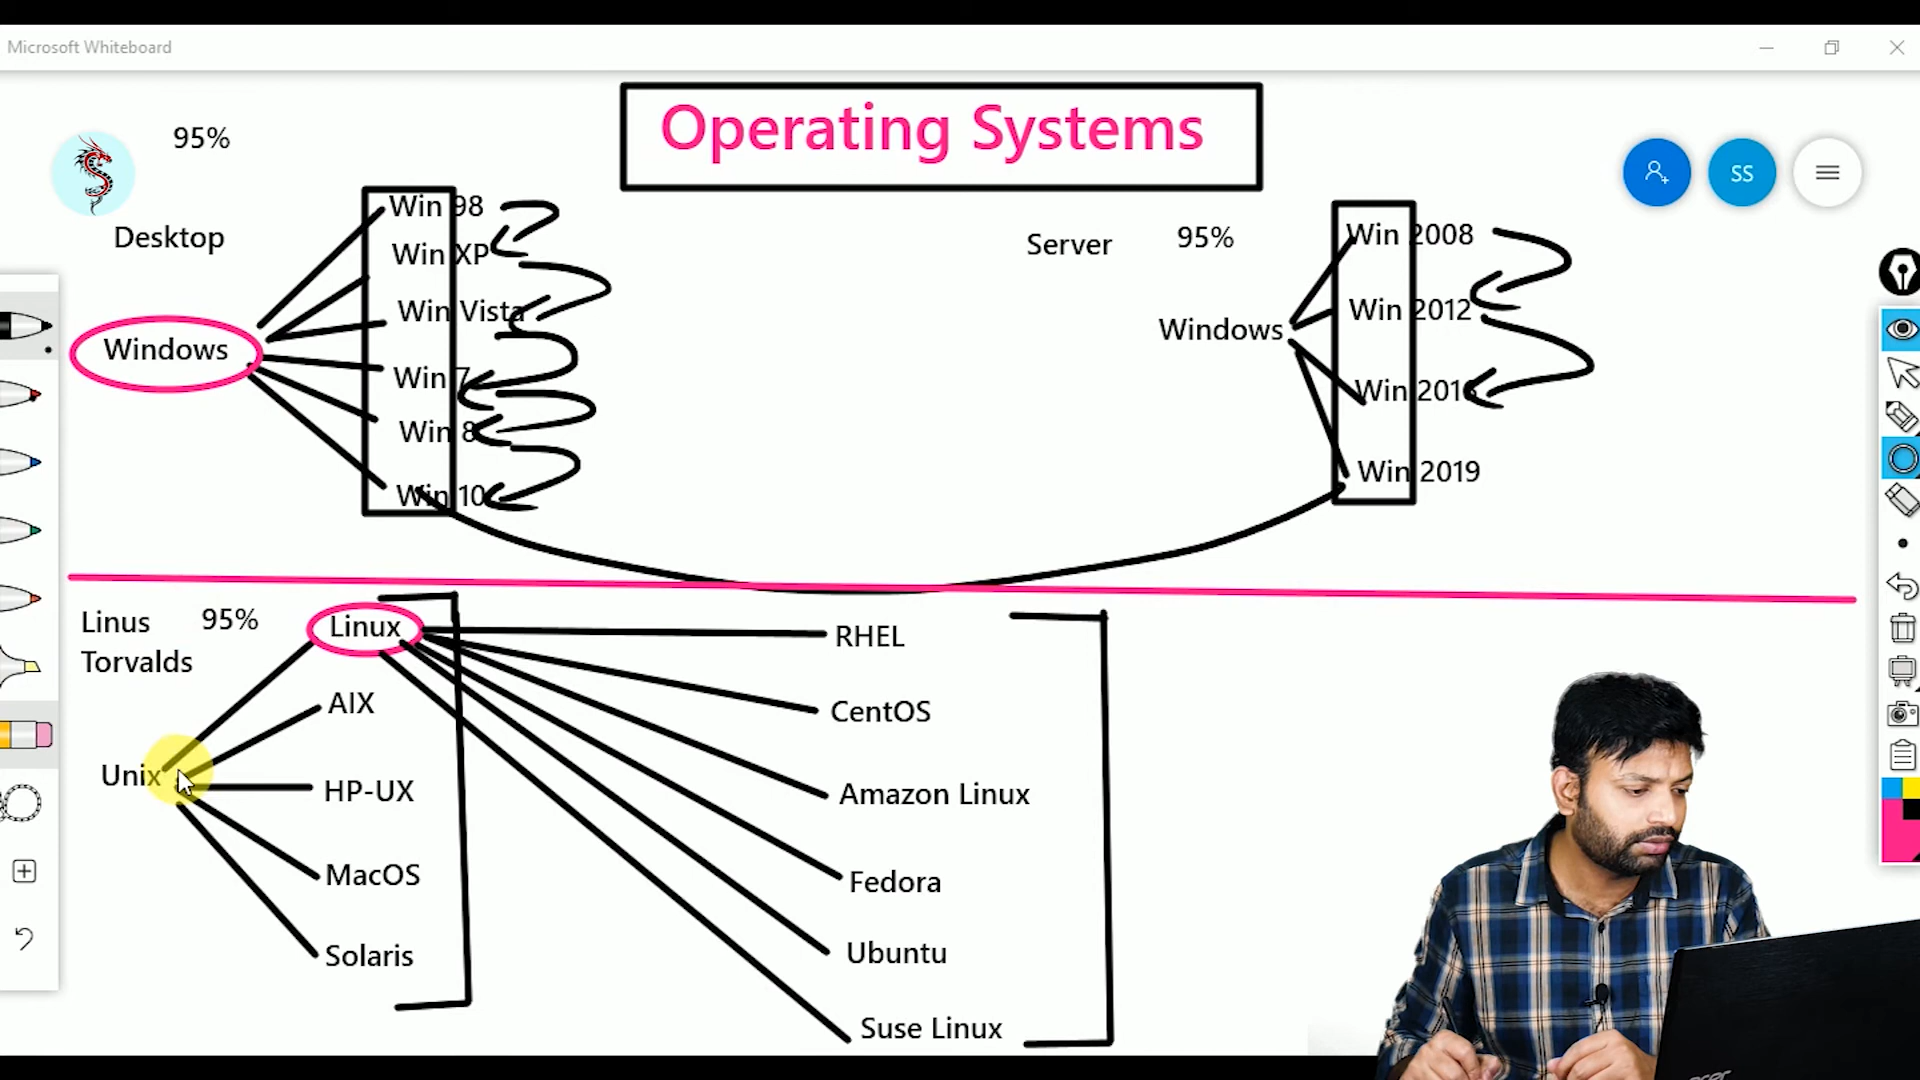 Microsoft Whiteboard
Operating Systems
95%
Desktop
Windows
Win 98
Win XP
Win Vista
Win 7
Win 8
Win 10
Server
95%
Windows
Win 2008
Win 2012
Win 2016
Win 2019
SS
Linus
Torvalds
95%
Unix
Linux
AIX
HP-UX
MacOS
Solaris
RHEL
CentOS
Amazon Linux
Fedora
Ubuntu
Suse Linux
acer